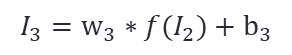 I₃ = w₃ * f(I₂) + b₃